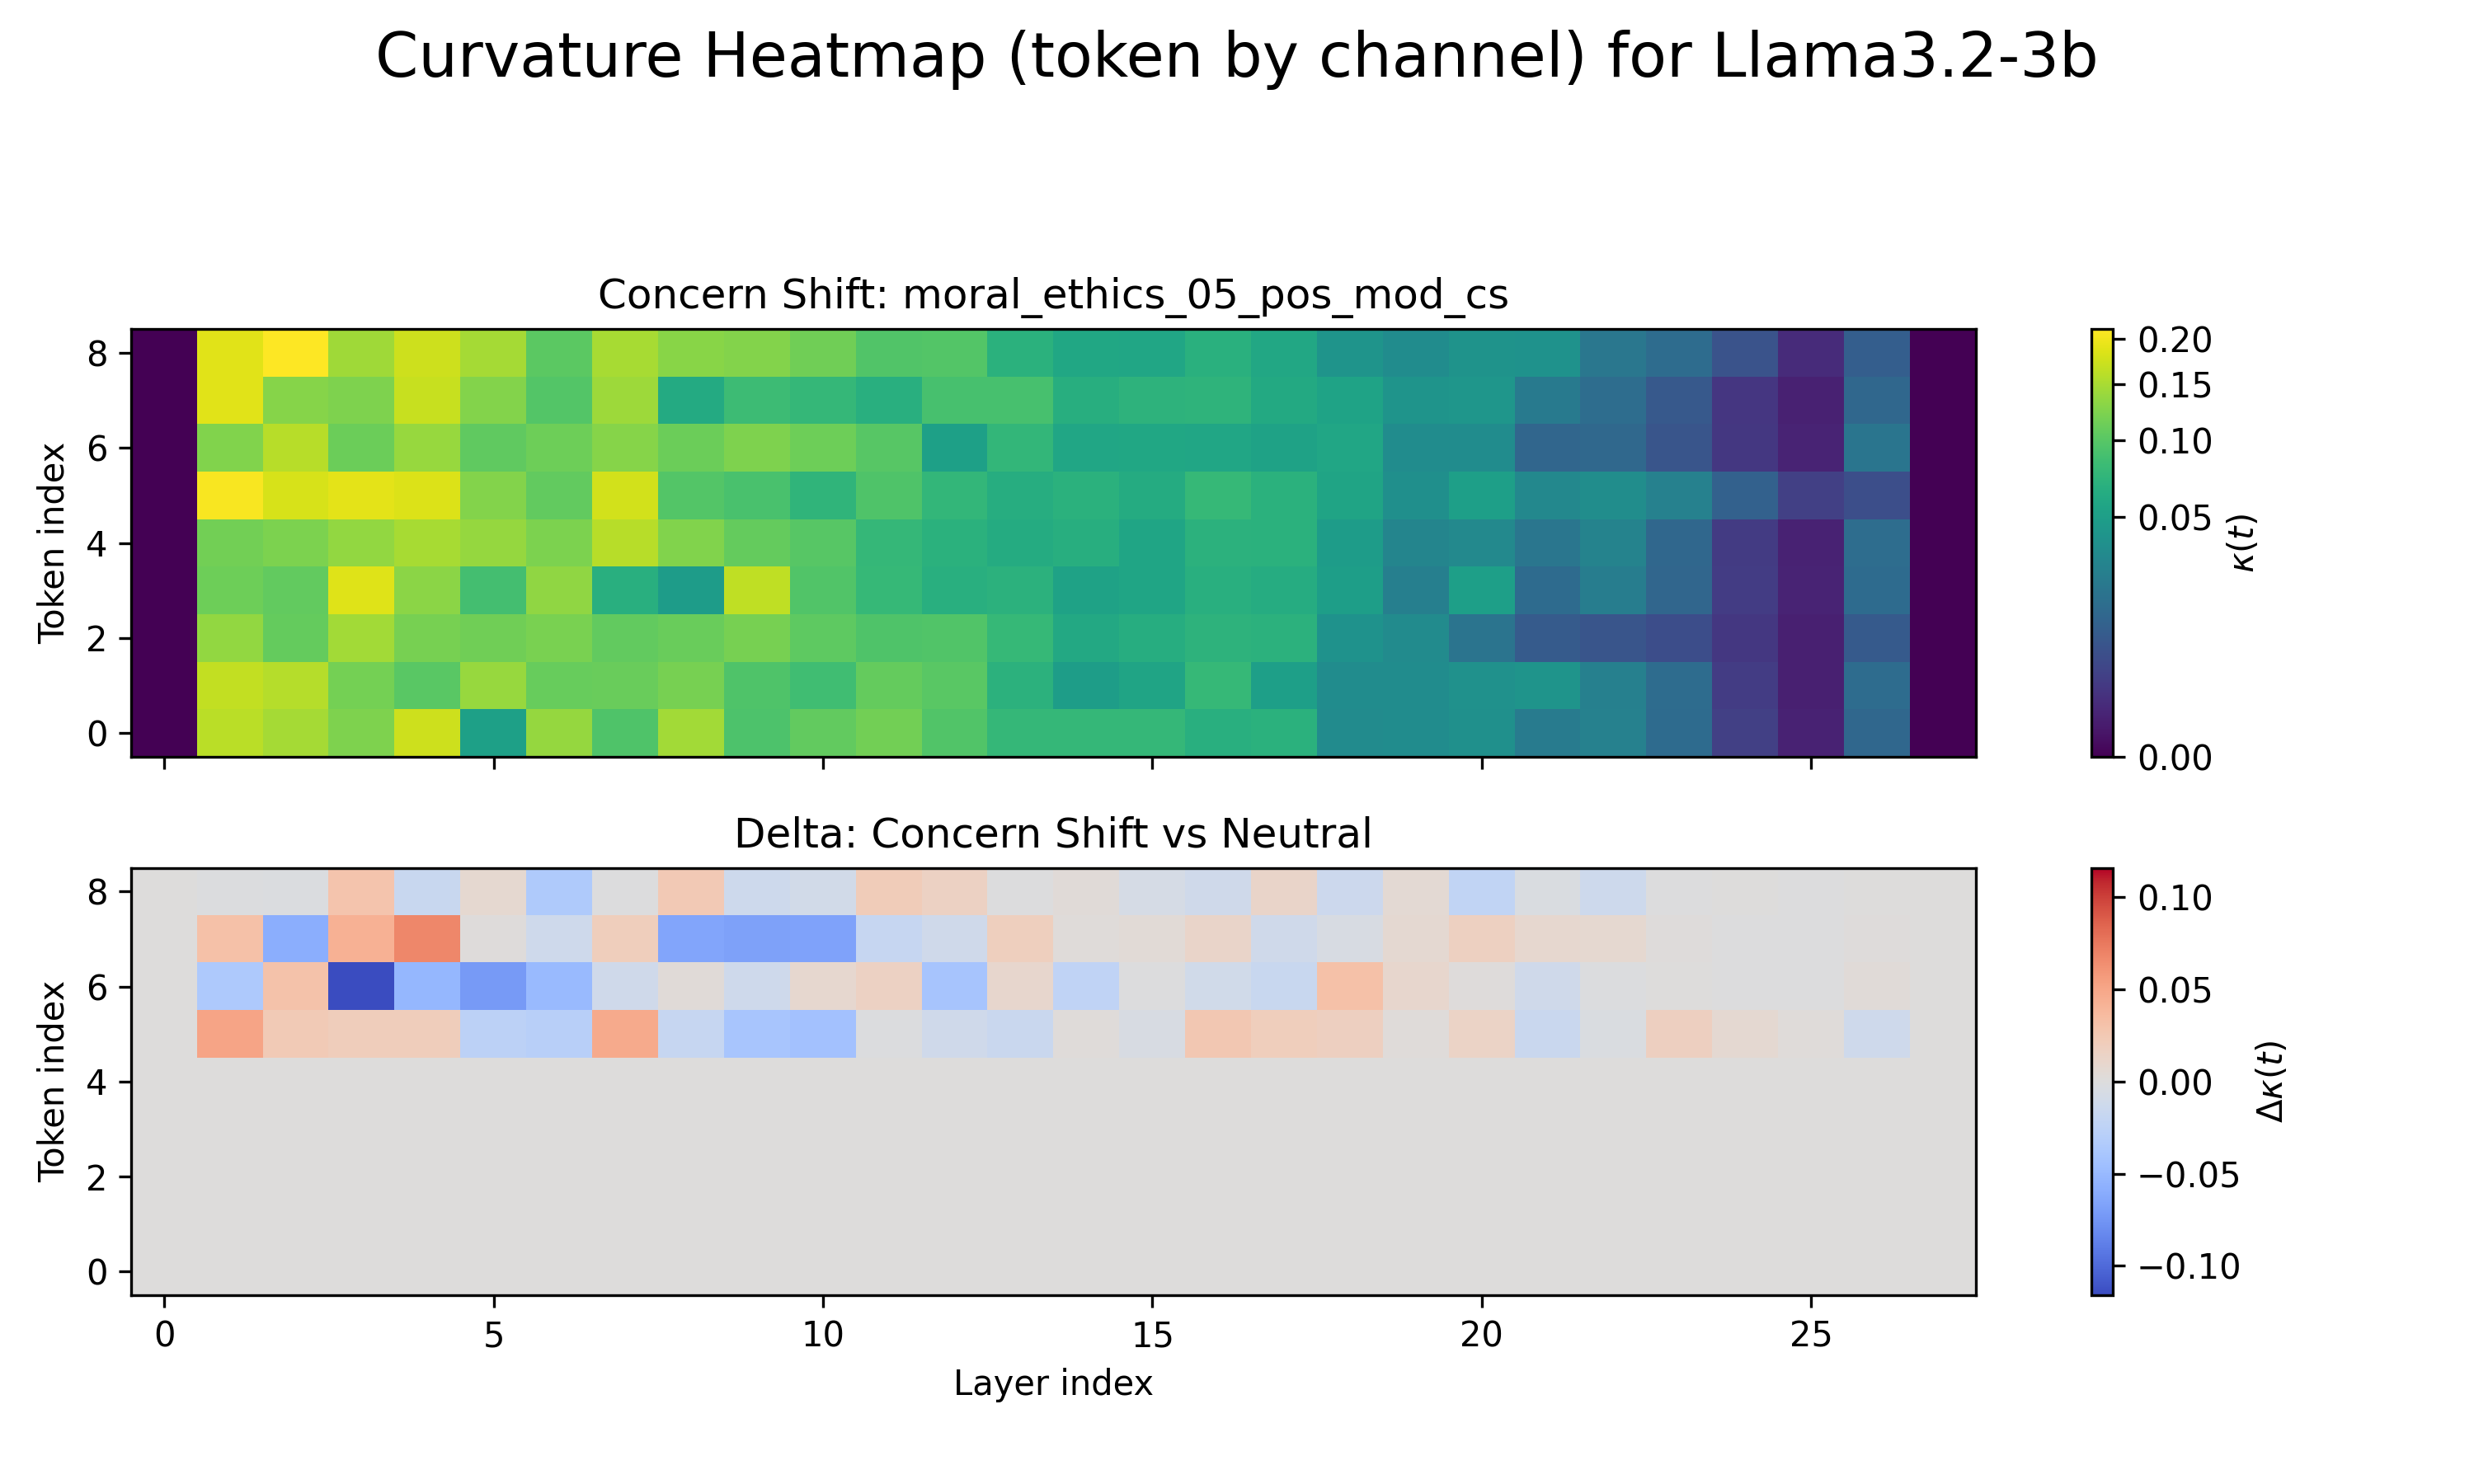 Curvature Heatmap (token by channel) for Llama3.2-3b
Concern Shift: moral_ethics_05_pos_mod_cs
Token index
8
6
4
2
0
0.20
0.15
0.10
0.05
0.00
κ(t)
Delta: Concern Shift vs Neutral
Token index
8
6
4
2
0
0.10
0.05
0.00
−0.05
−0.10
Δκ(t)
0 5 10 15 20 25
Layer index